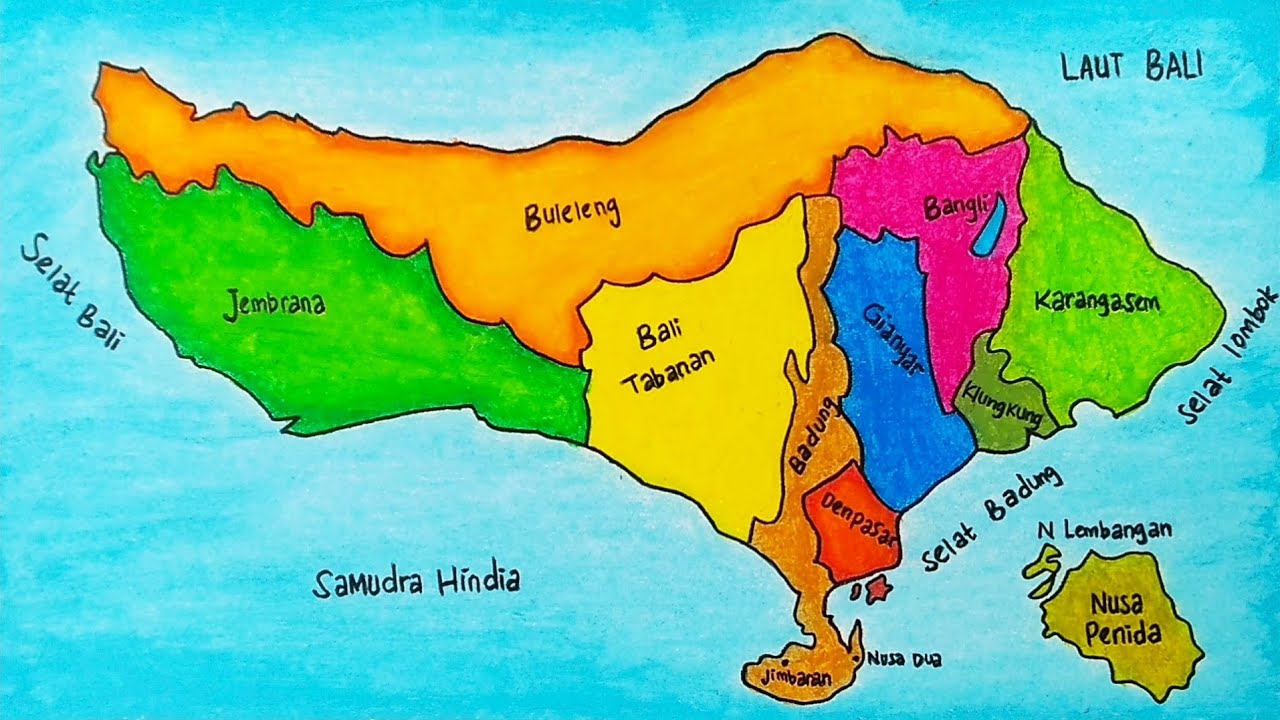 LAUT BALI
Buleleng
Bangli
Selat Bali
Jembrana
Karangasem
Bali
Tabanan
Gianyar
Selat lombok
Klungkung
Badung
Denpasar
Selat Badung
N Lembangan
Samudra Hindia
Nusa
Penida
Nusa Dua
Jimbaran